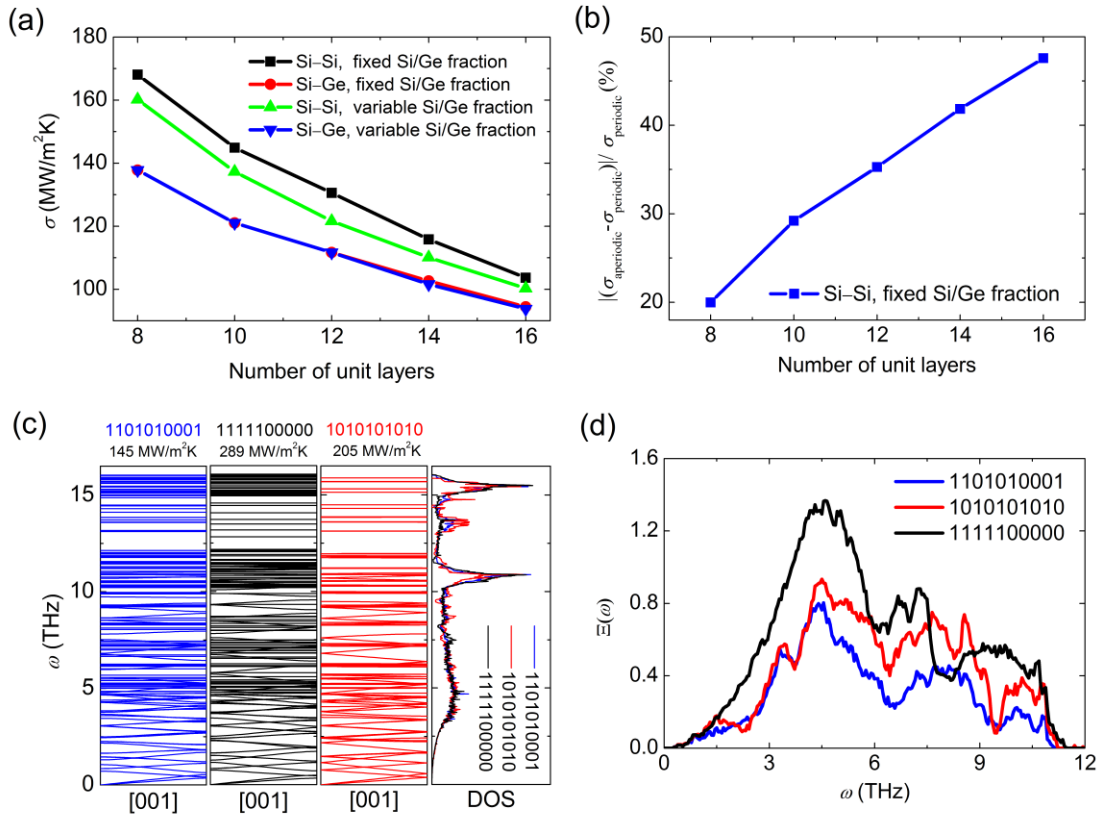 (a)
180
160
140
120
100
σ (MW/m²K)
Si–Si, fixed Si/Ge fraction
Si–Ge, fixed Si/Ge fraction
Si–Si, variable Si/Ge fraction
Si–Ge, variable Si/Ge fraction
8 10 12 14 16
Number of unit layers
(b)
50
40
30
20
|(σaperiodic-σperiodic)|/ σperiodic (%)
Si–Si, fixed Si/Ge fraction
8 10 12 14 16
Number of unit layers
(c)
1101010001 1111100000 1010101010
145 MW/m²K 289 MW/m²K 205 MW/m²K
15
10
5
0
ω (THz)
1111100000
1010101010
1101010001
[001] [001] [001] DOS
(d)
1.6
1.2
0.8
0.4
0.0
Ξ(ω)
1101010001
1010101010
1111100000
3 6 9 12
ω (THz)